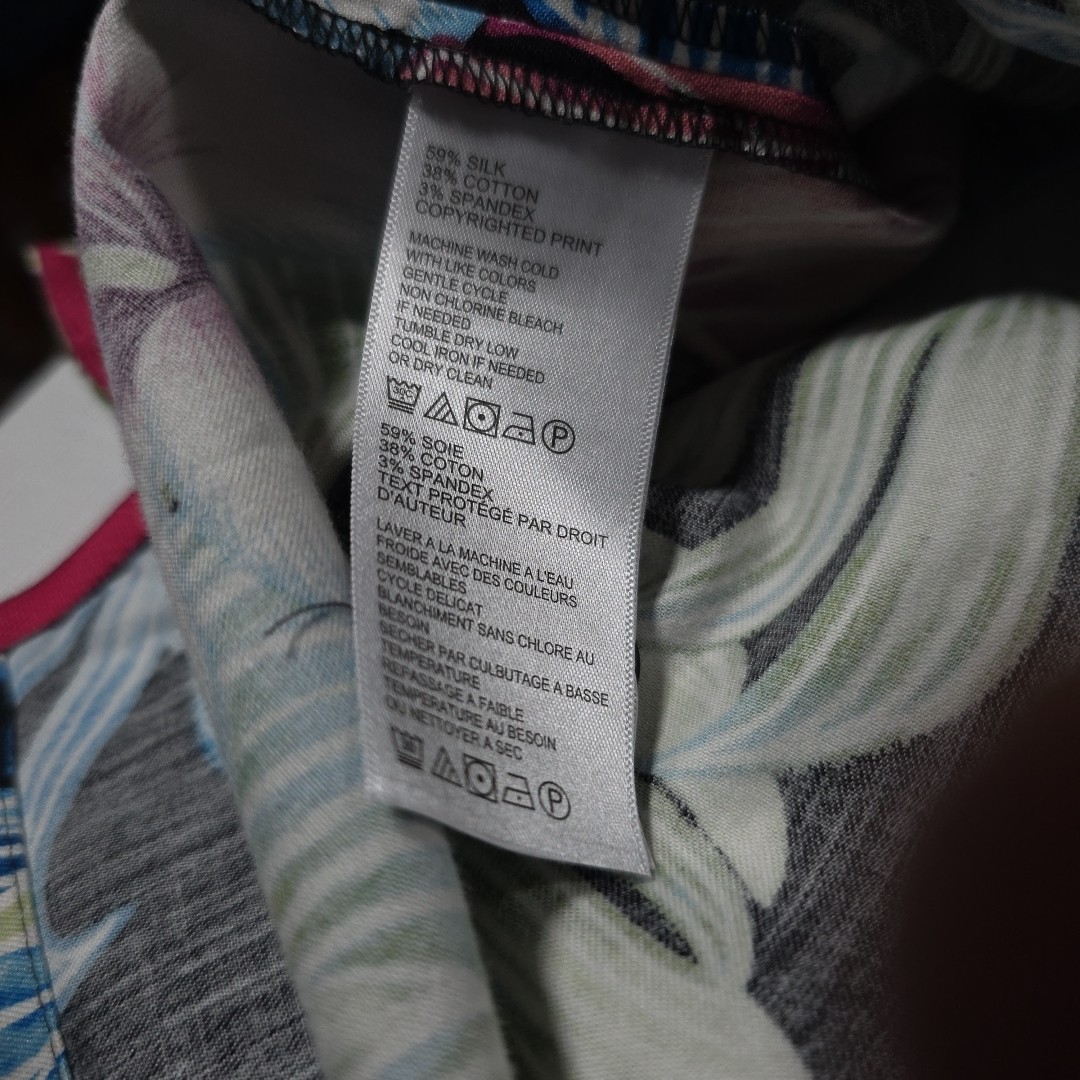 59% SILK
38% COTTON
3% SPANDEX
COPYRIGHTED PRINT
MACHINE WASH COLD
WITH LIKE COLORS
GENTLE CYCLE
NON CHLORINE BLEACH
IF NEEDED
TUMBLE DRY LOW
COOL IRON IF NEEDED
OR DRY CLEAN
P
59% SOIE
38% COTON
3% SPANDEX
TEXT PROTÉGÉ PAR DROIT
D'AUTEUR
LAVER A LA MACHINE A L'EAU
FROIDE AVEC DES COULEURS
SEMBLABLES
CYCLE DELICAT
BLANCHIMENT SANS CHLORE AU
BESOIN
SECHER PAR CULBUTAGE A BASSE
TEMPERATURE
REPASSAGE A FAIBLE
TEMPERATURE AU BESOIN
OU NETTOYER A SEC
P